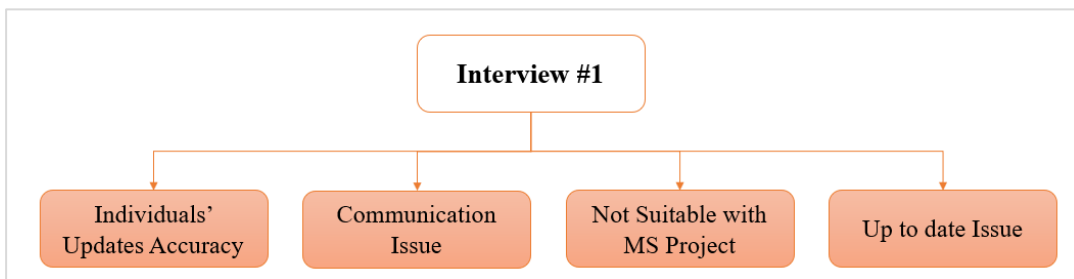 Interview #1
Individuals’
Updates Accuracy
Communication
Issue
Not Suitable with
MS Project
Up to date Issue